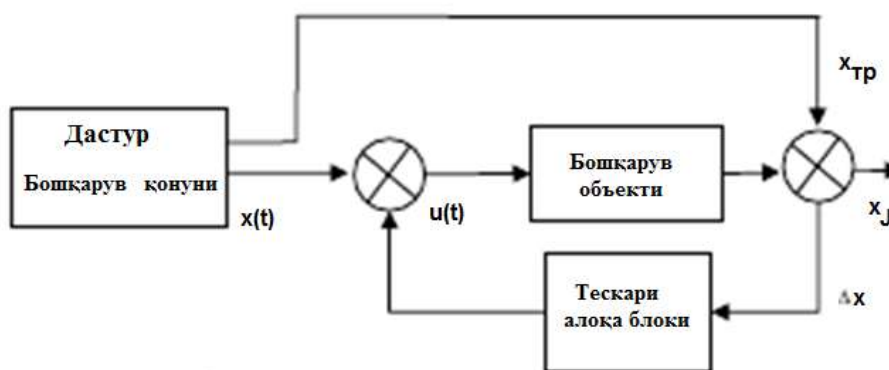 x_тр
Дастур
Бошқарув қонуни
Бошқарув
объекти
x(t)
u(t)
x_J
Тескари
алоқа блоки
Δx